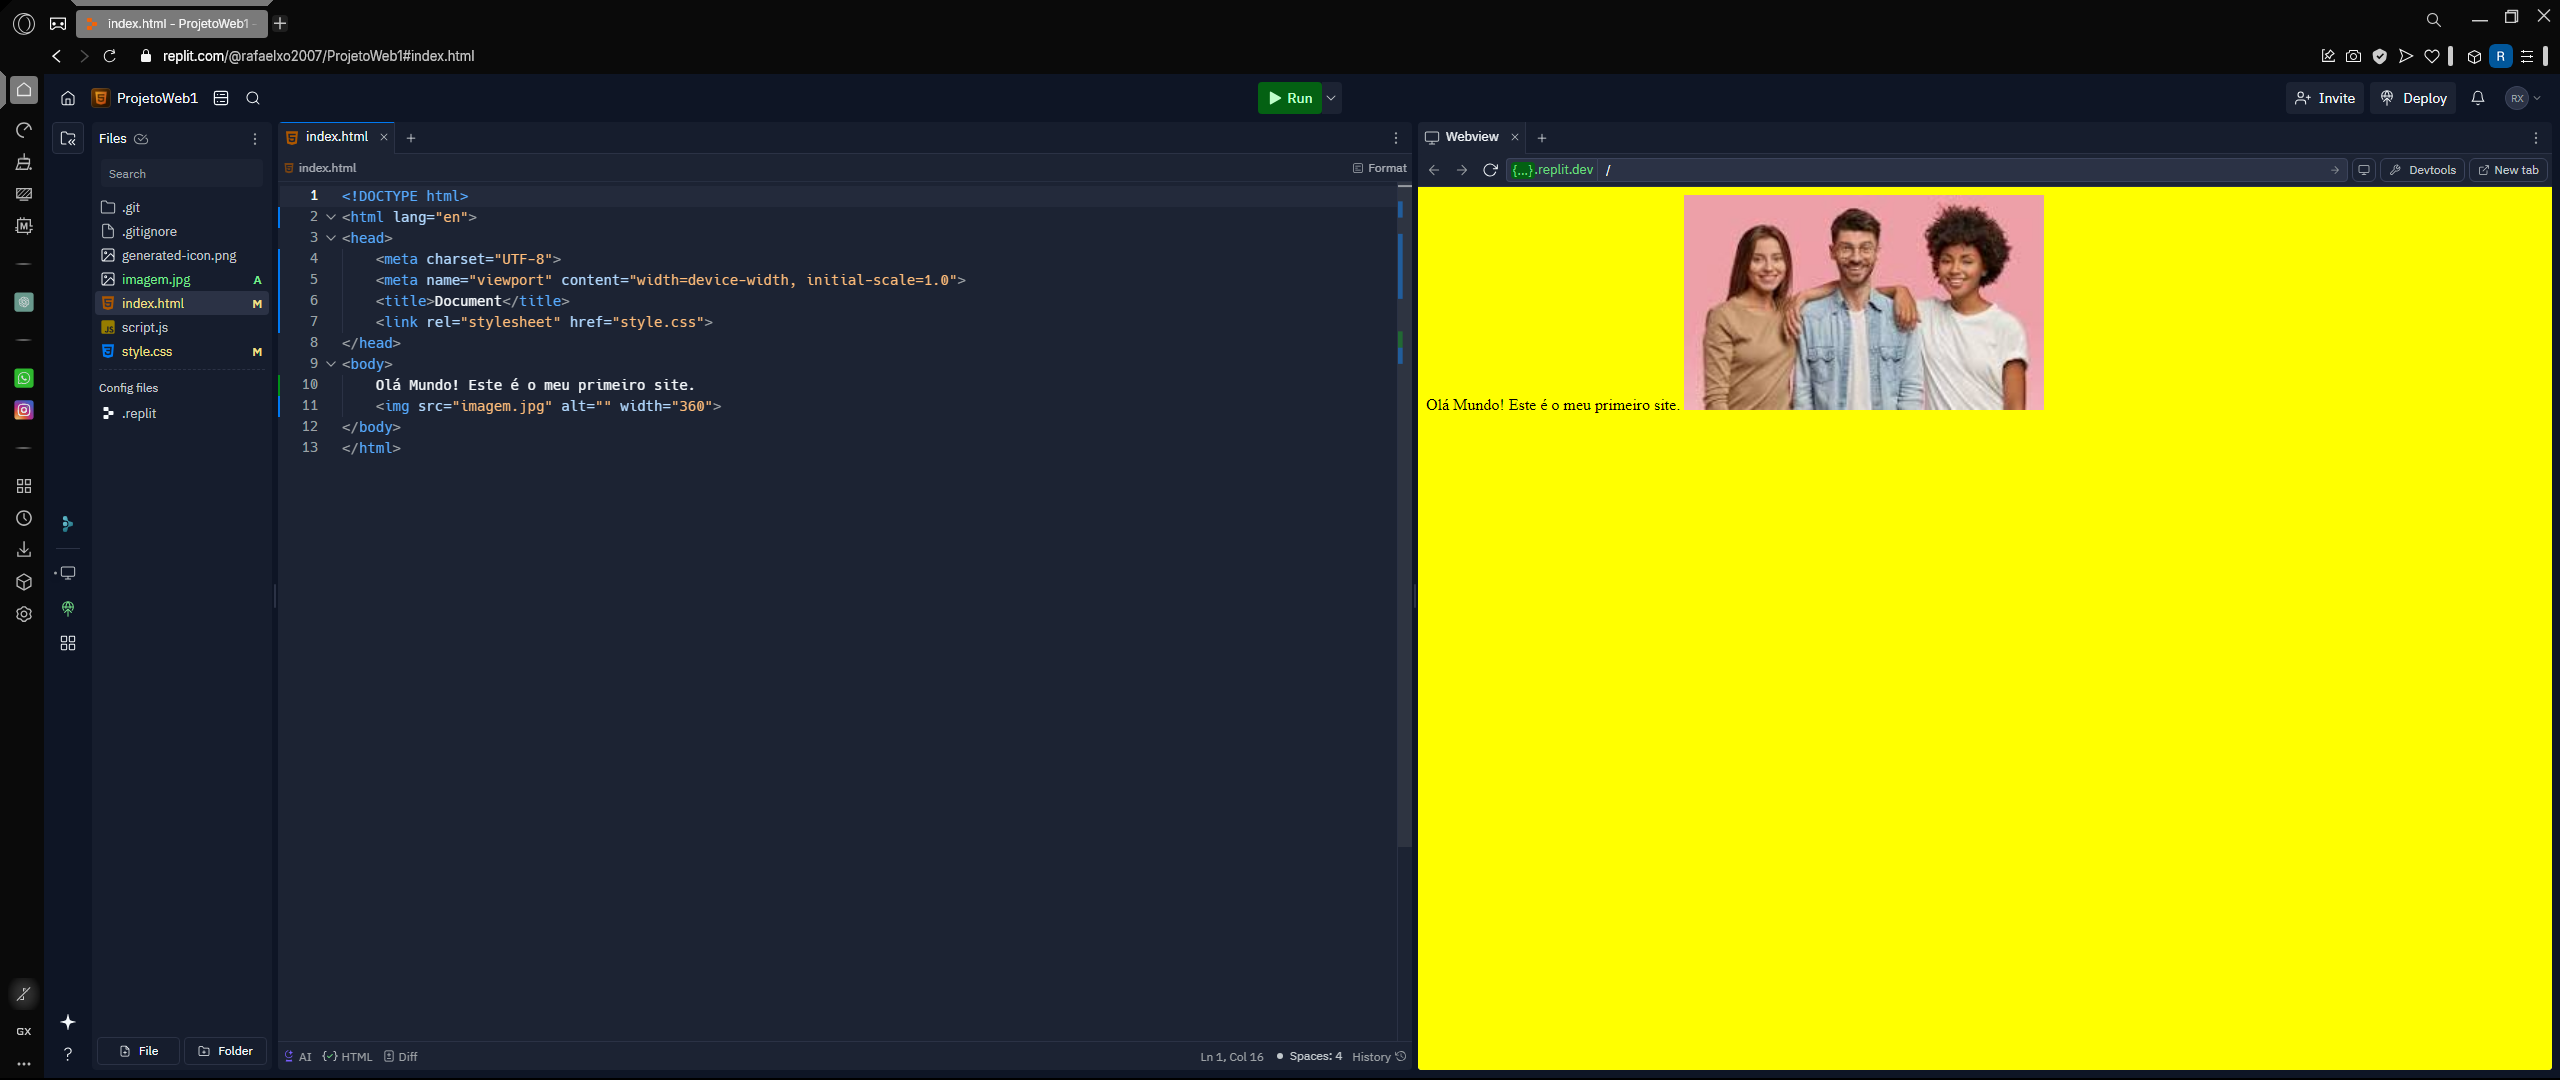 index.html - ProjetoWeb1 -
replit.com/@rafaelxo2007/ProjetoWeb1#index.html
R
ProjetoWeb1
Run
Invite
Deploy
RX
Files
Search
.git
.gitignore
generated-icon.png
imagem.jpg A
index.html M
script.js
style.css M
Config files
.replit
File
Folder
GX
index.html
index.html
Format
1 <!DOCTYPE html>
2 <html lang="en">
3 <head>
4 <meta charset="UTF-8">
5 <meta name="viewport" content="width=device-width, initial-scale=1.0">
6 <title>Document</title>
7 <link rel="stylesheet" href="style.css">
8 </head>
9 <body>
10 Olá Mundo! Este é o meu primeiro site.
11 <img src="imagem.jpg" alt="" width="360">
12 </body>
13 </html>
AI
HTML
Diff
Ln 1, Col 16
Spaces: 4
History
Webview
{...}.replit.dev /
Devtools
New tab
Olá Mundo! Este é o meu primeiro site.